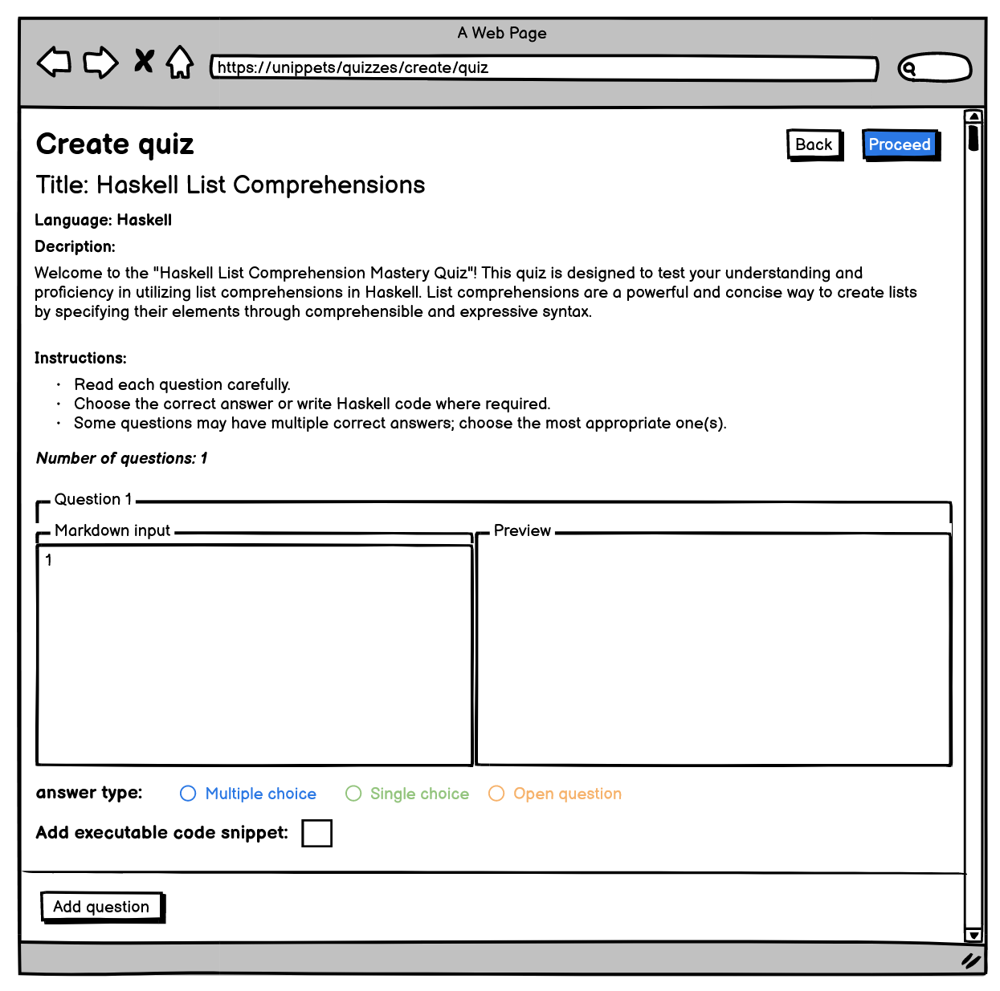 A Web Page
https://unippets/quizzes/create/quiz
Create quiz
Back
Proceed
Title: Haskell List Comprehensions
Language: Haskell
Decription:
Welcome to the "Haskell List Comprehension Mastery Quiz"! This quiz is designed to test your understanding and
proficiency in utilizing list comprehensions in Haskell. List comprehensions are a powerful and concise way to create lists
by specifying their elements through comprehensible and expressive syntax.
Instructions:
· Read each question carefully.
· Choose the correct answer or write Haskell code where required.
· Some questions may have multiple correct answers; choose the most appropriate one(s).
Number of questions: 1
Question 1
Markdown input
Preview
1
answer type:
Multiple choice
Single choice
Open question
Add executable code snippet:
Add question